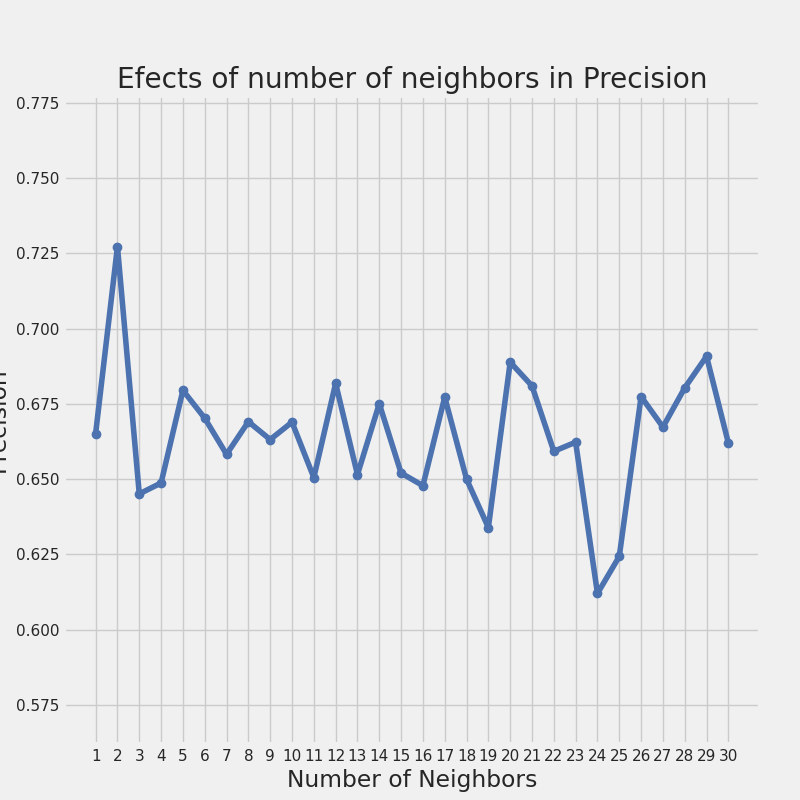 Efects of number of neighbors in Precision
0.775
0.750
0.725
0.700
0.675
0.650
0.625
0.600
0.575
Precision
1 2 3 4 5 6 7 8 9 10 11 12 13 14 15 16 17 18 19 20 21 22 23 24 25 26 27 28 29 30
Number of Neighbors